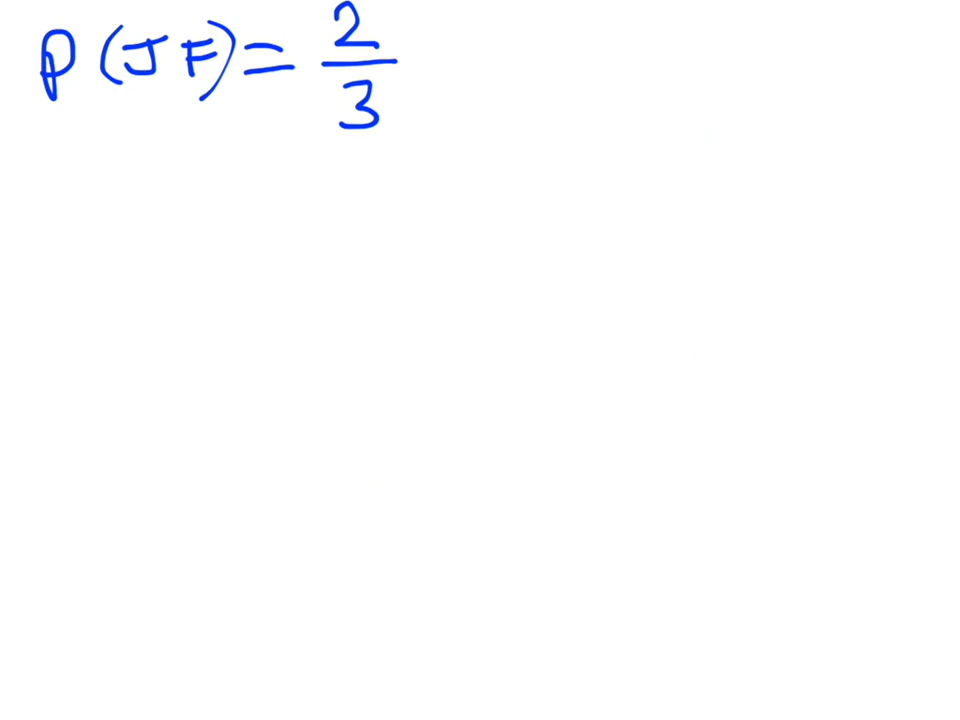 P(JF) = 2/3